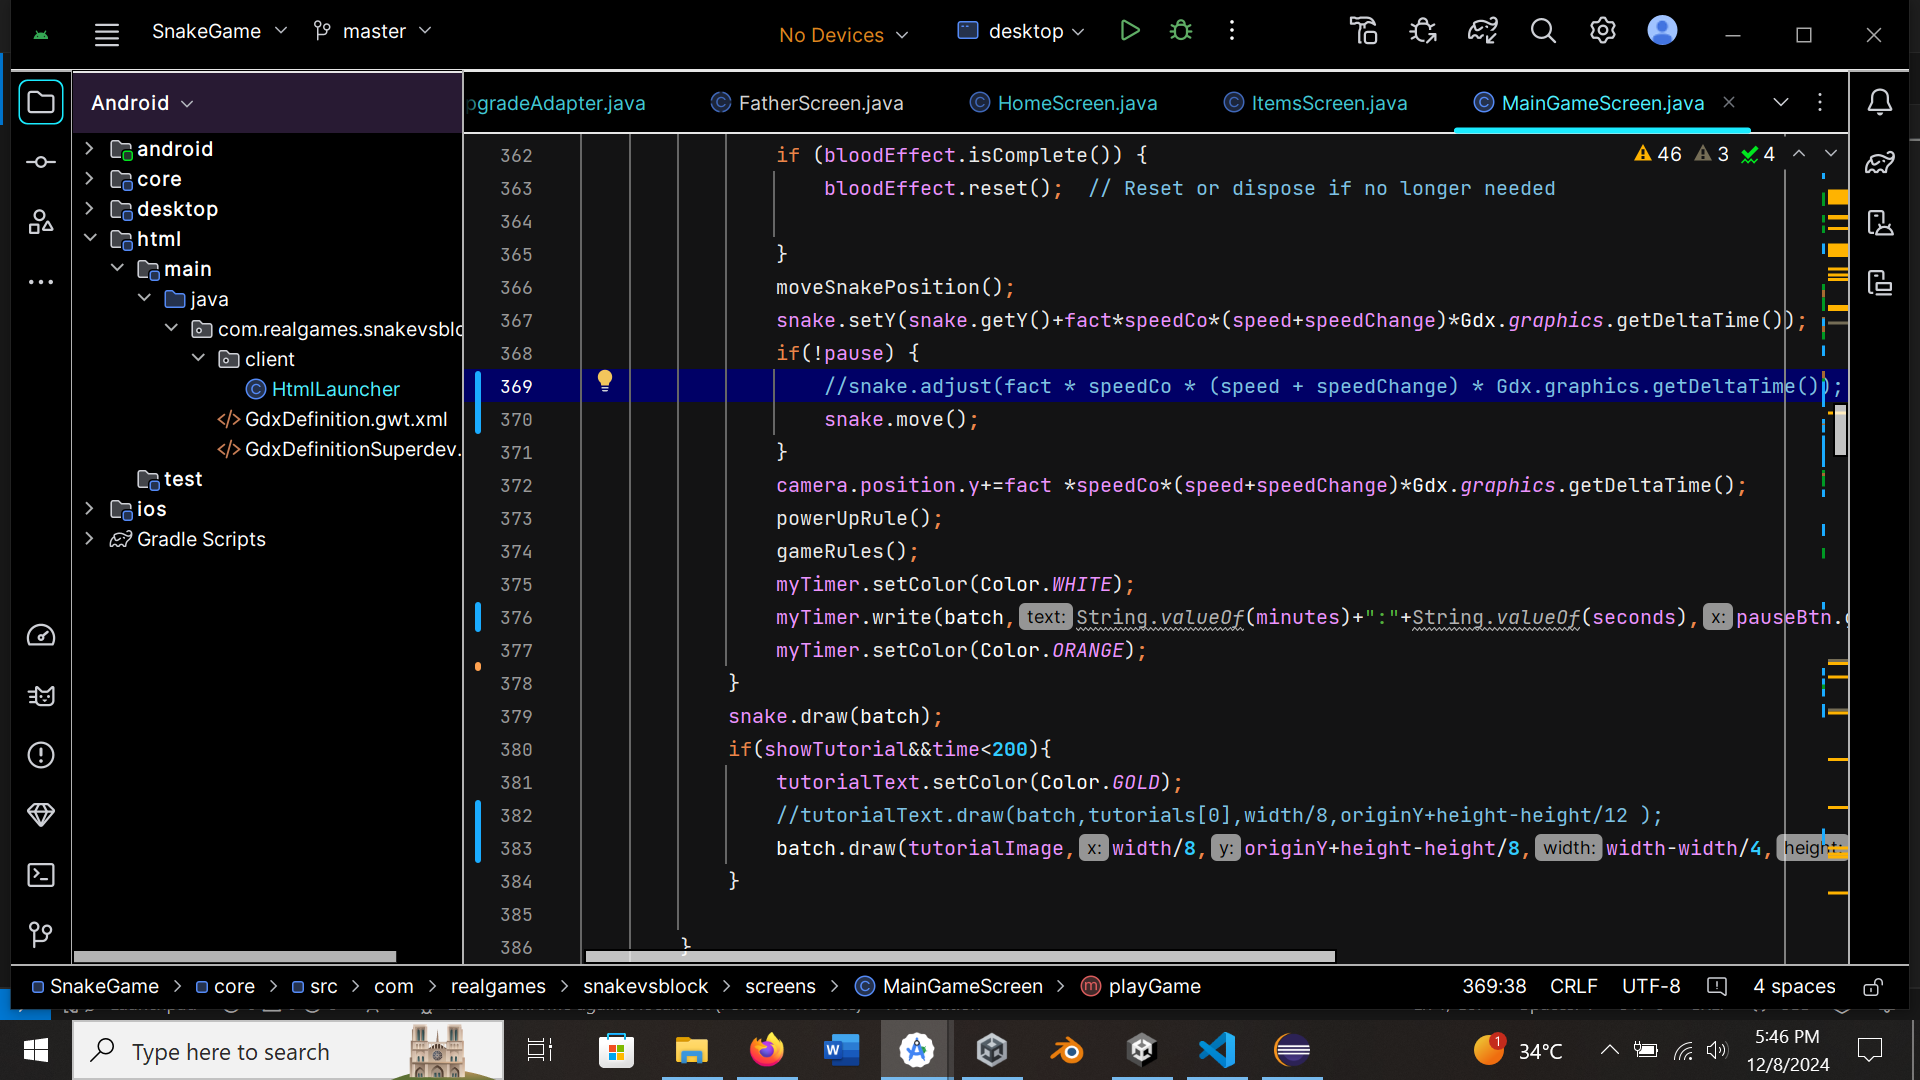 SnakeGame master No Devices desktop
Android
pgradeAdapter.java FatherScreen.java HomeScreen.java ItemsScreen.java MainGameScreen.java
android
core
desktop
html
main
java
com.realgames.snakevsblo
client
HtmlLauncher
GdxDefinition.gwt.xml
GdxDefinitionSuperdev.
test
ios
Gradle Scripts
46 3 4
362 if (bloodEffect.isComplete()) {
363 bloodEffect.reset(); // Reset or dispose if no longer needed
364
365 }
366 moveSnakePosition();
367 snake.setY(snake.getY()+fact*speedCo*(speed+speedChange)*Gdx.graphics.getDeltaTime());
368 if(!pause) {
369 //snake.adjust(fact * speedCo * (speed + speedChange) * Gdx.graphics.getDeltaTime());
370 snake.move();
371 }
372 camera.position.y+=fact *speedCo*(speed+speedChange)*Gdx.graphics.getDeltaTime();
373 powerUpRule();
374 gameRules();
375 myTimer.setColor(Color.WHITE);
376 myTimer.write(batch, text: String.valueOf(minutes)+":"+String.valueOf(seconds), x: pauseBtn.
377 myTimer.setColor(Color.ORANGE);
378 }
379 snake.draw(batch);
380 if(showTutorial&&time<200){
381 tutorialText.setColor(Color.GOLD);
382 //tutorialText.draw(batch,tutorials[0],width/8,originY+height-height/12 );
383 batch.draw(tutorialImage, x: width/8, y: originY+height-height/8, width: width-width/4, height:
384 }
385
386 }
SnakeGame > core > src > com > realgames > snakevsblock > screens > MainGameScreen > playGame 369:38 CRLF UTF-8 4 spaces
Type here to search
1 34°C
5:46 PM
12/8/2024